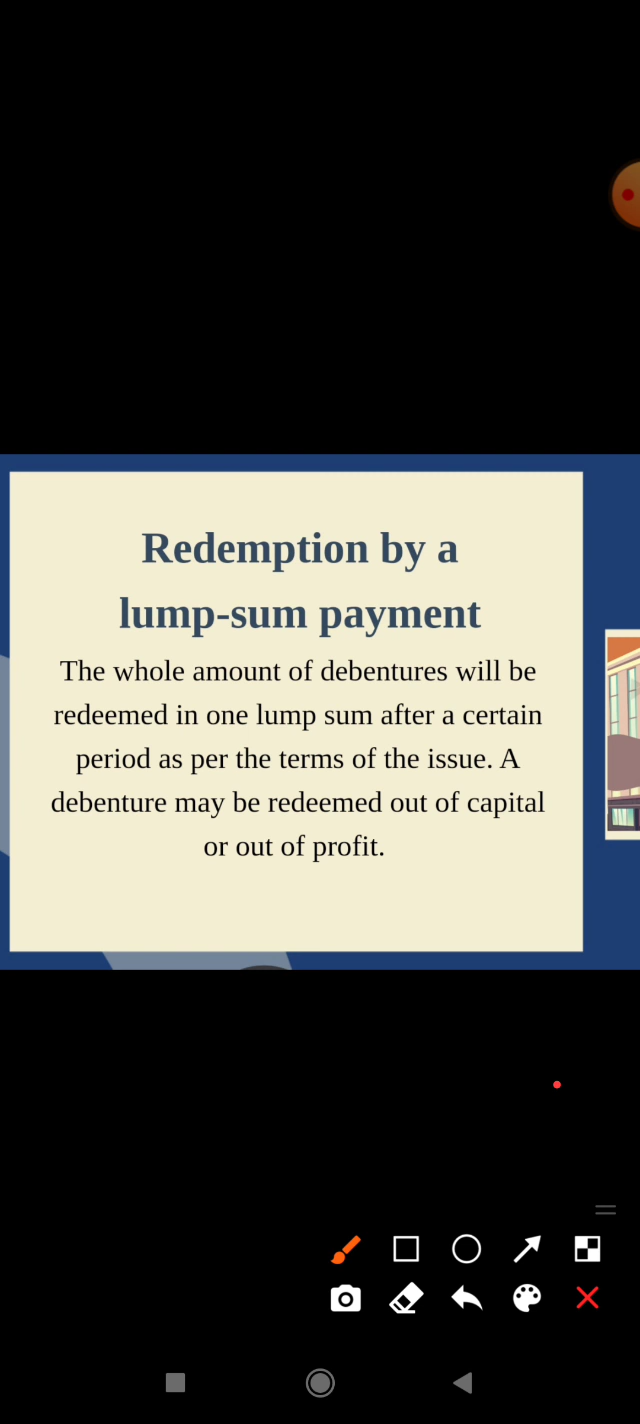 Redemption by a
lump-sum payment
The whole amount of debentures will be
redeemed in one lump sum after a certain
period as per the terms of the issue. A
debenture may be redeemed out of capital
or out of profit.